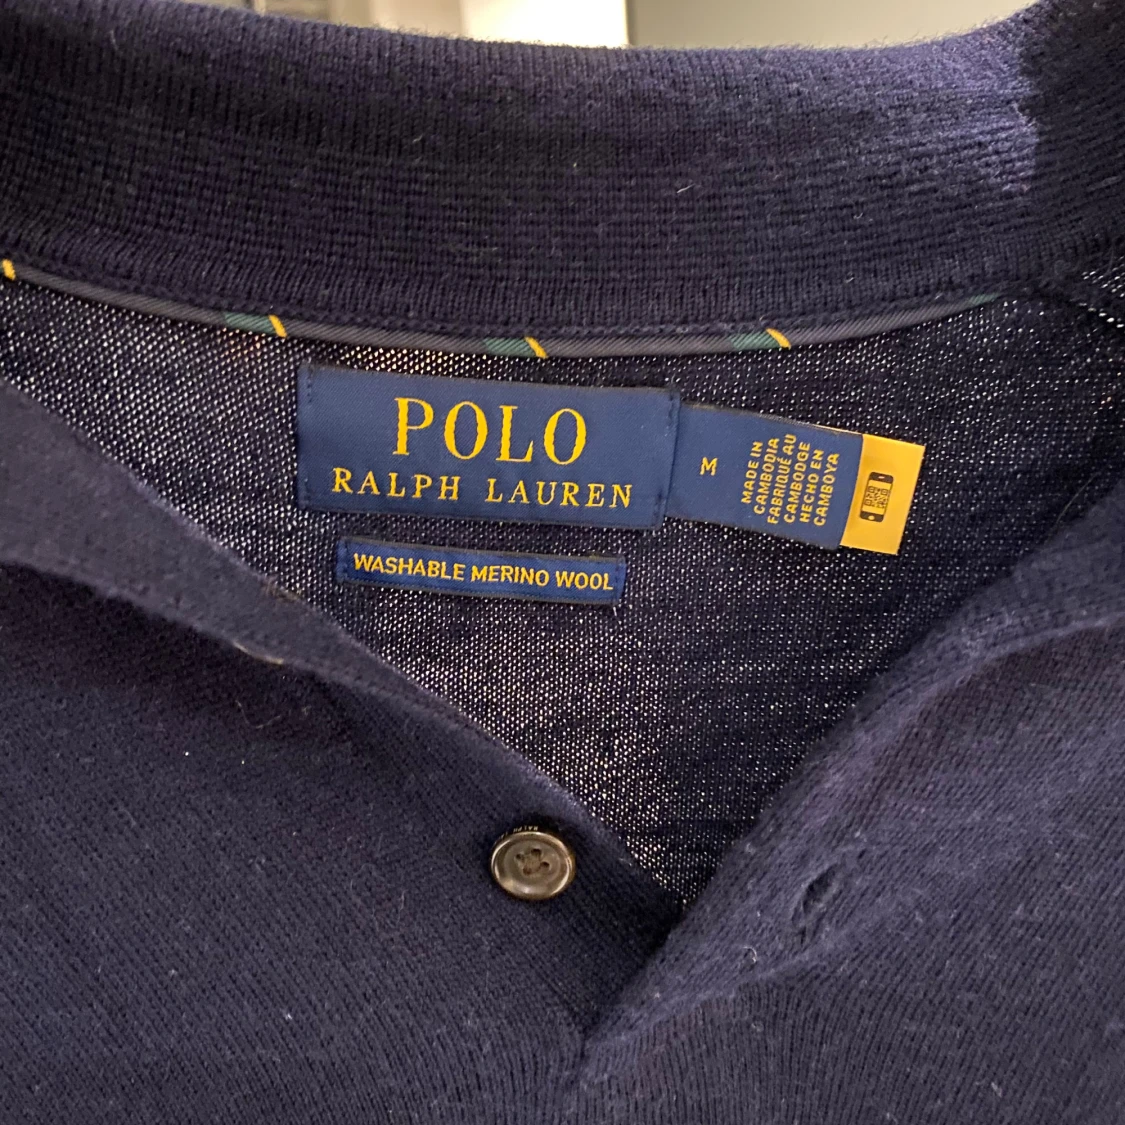 POLO
RALPH LAUREN
M
MADE IN
CAMBODIA
FABRIQUÉ AU
CAMBODGE
HECHO EN
CAMBOYA
WASHABLE MERINO WOOL